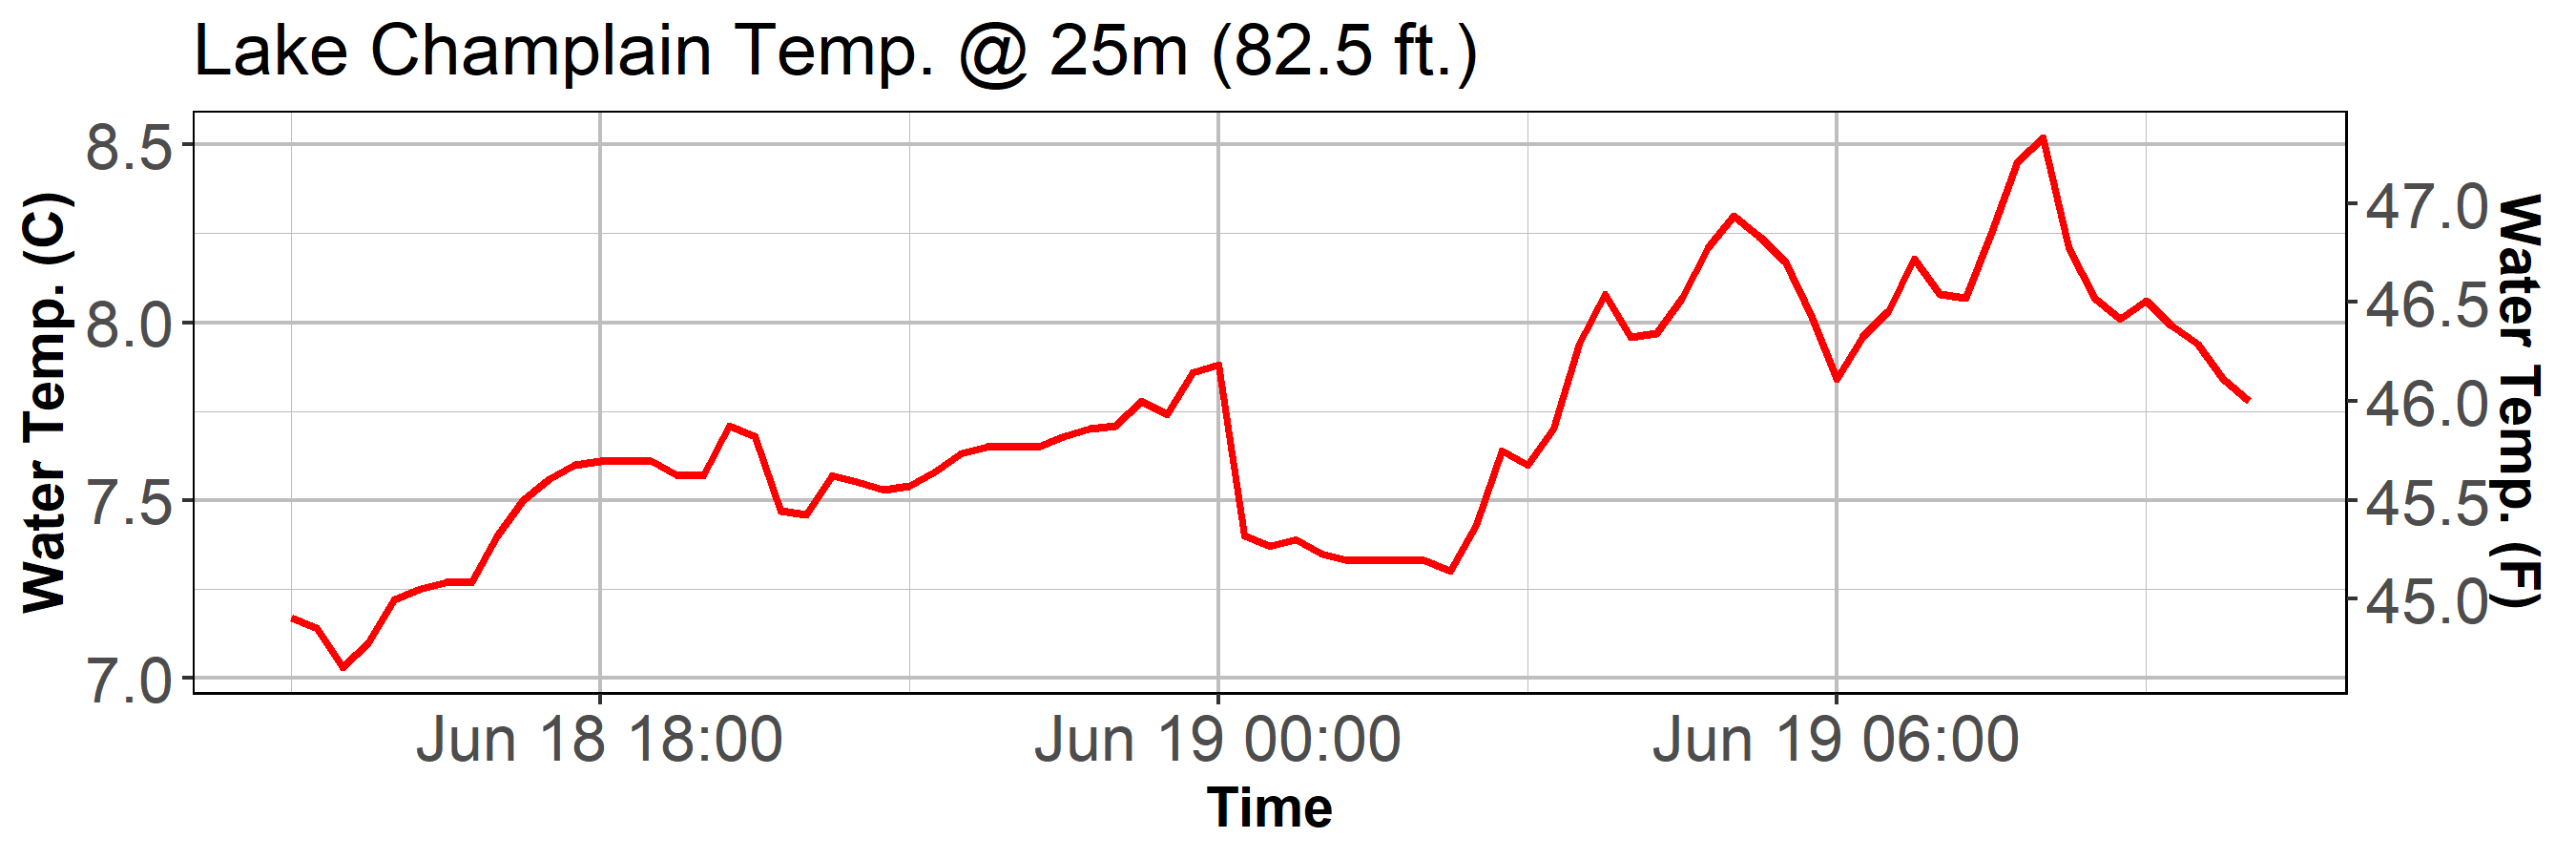 Lake Champlain Temp. @ 25m (82.5 ft.)
Water Temp. (C)
8.5
8.0
7.5
7.0
47.0
46.5
46.0
45.5
45.0
Water Temp. (F)
Jun 18 18:00 Jun 19 00:00 Jun 19 06:00
Time